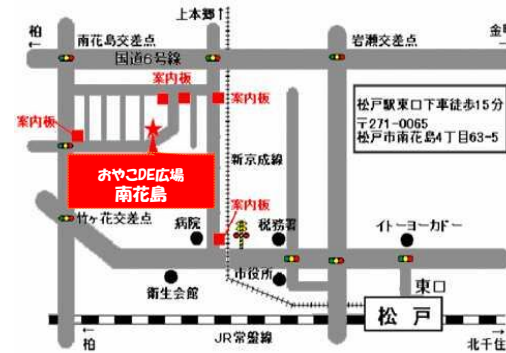 上本郷↑
柏
←
南花島交差点
岩瀬交差点
金町
国道6号線
案内板
案内板
案内板
松戸駅東口下車徒歩15分
〒271-0065
松戸市南花島4丁目63-5
新京成線
おやこDE広場
南花島
竹ヶ花交差点
案内板
病院
税務署
イトーヨーカドー
市役所
衛生会館
東口
松戸
←
柏
JR常盤線
→
北千住